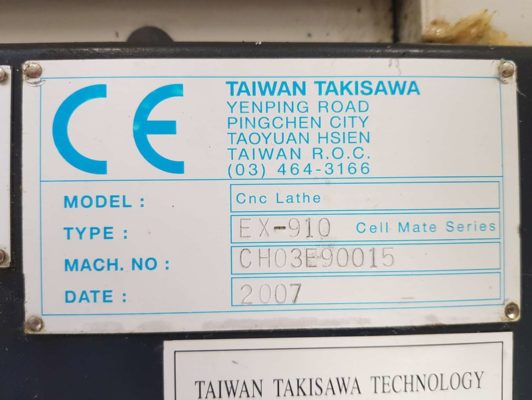 CE
TAIWAN TAKISAWA
YENPING ROAD
PINGCHEN CITY
TAOYUAN HSIEN
TAIWAN R.O.C.
(03) 464-3166
MODEL : Cnc Lathe
TYPE : EX-910 Cell Mate Series
MACH. NO : CH03E90015
DATE : 2007
TAIWAN TAKISAWA TECHNOLOGY